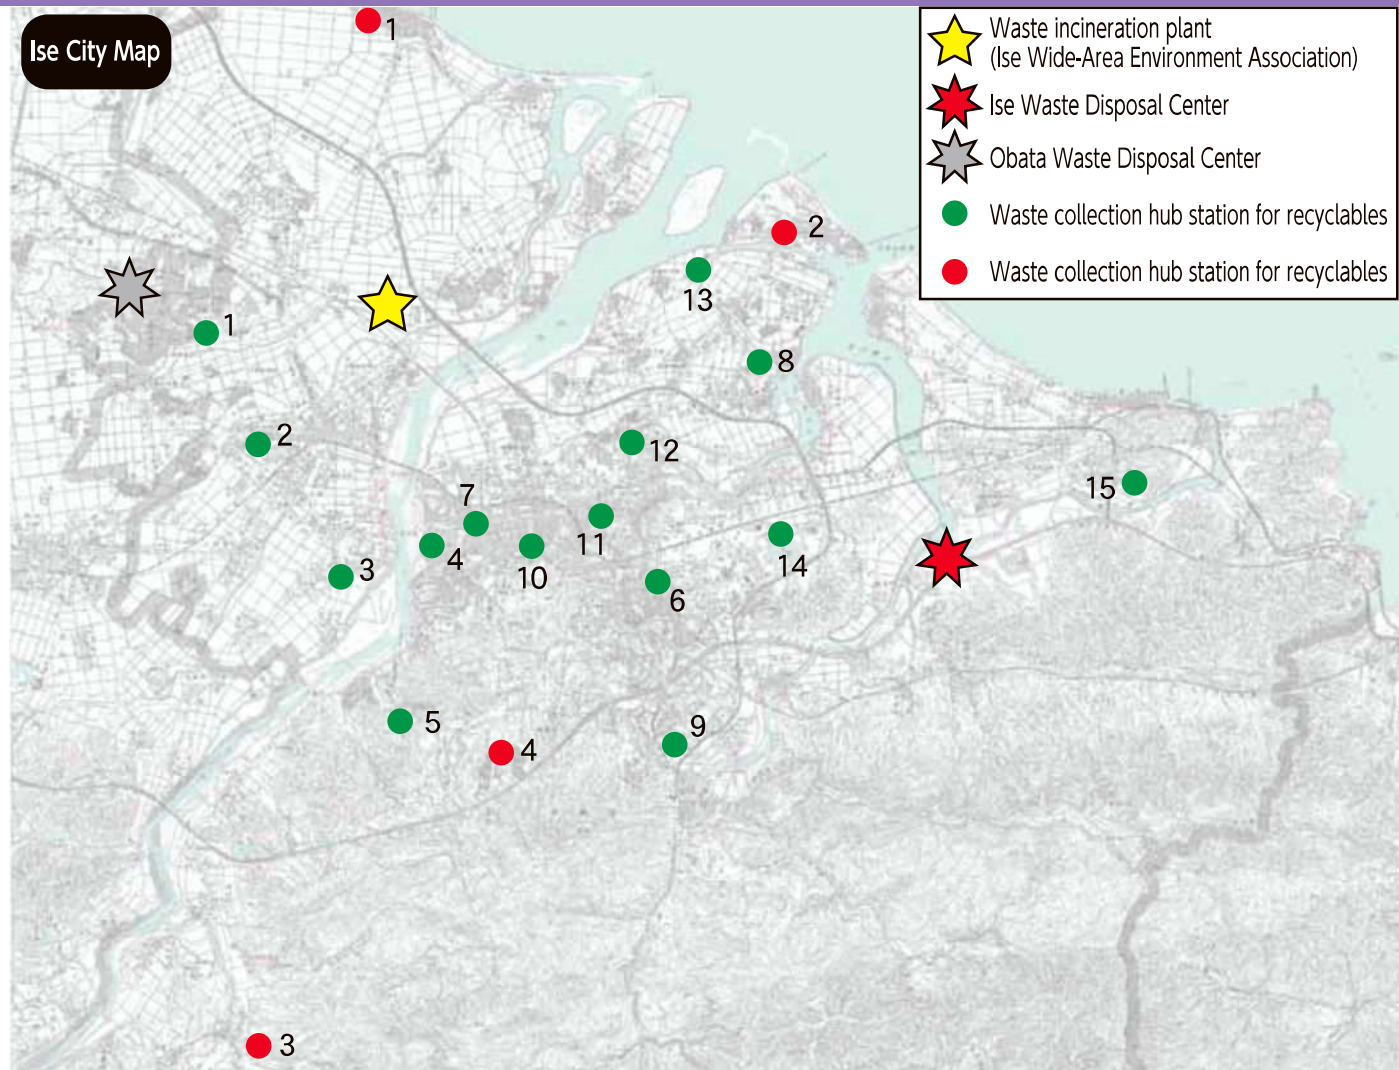 Ise City Map
Waste incineration plant
(Ise Wide-Area Environment Association)
Ise Waste Disposal Center
Obata Waste Disposal Center
Waste collection hub station for recyclables
Waste collection hub station for recyclables
1
2
13
1
8
2
12
7
15
11
4
3
10
14
6
5
9
4
3